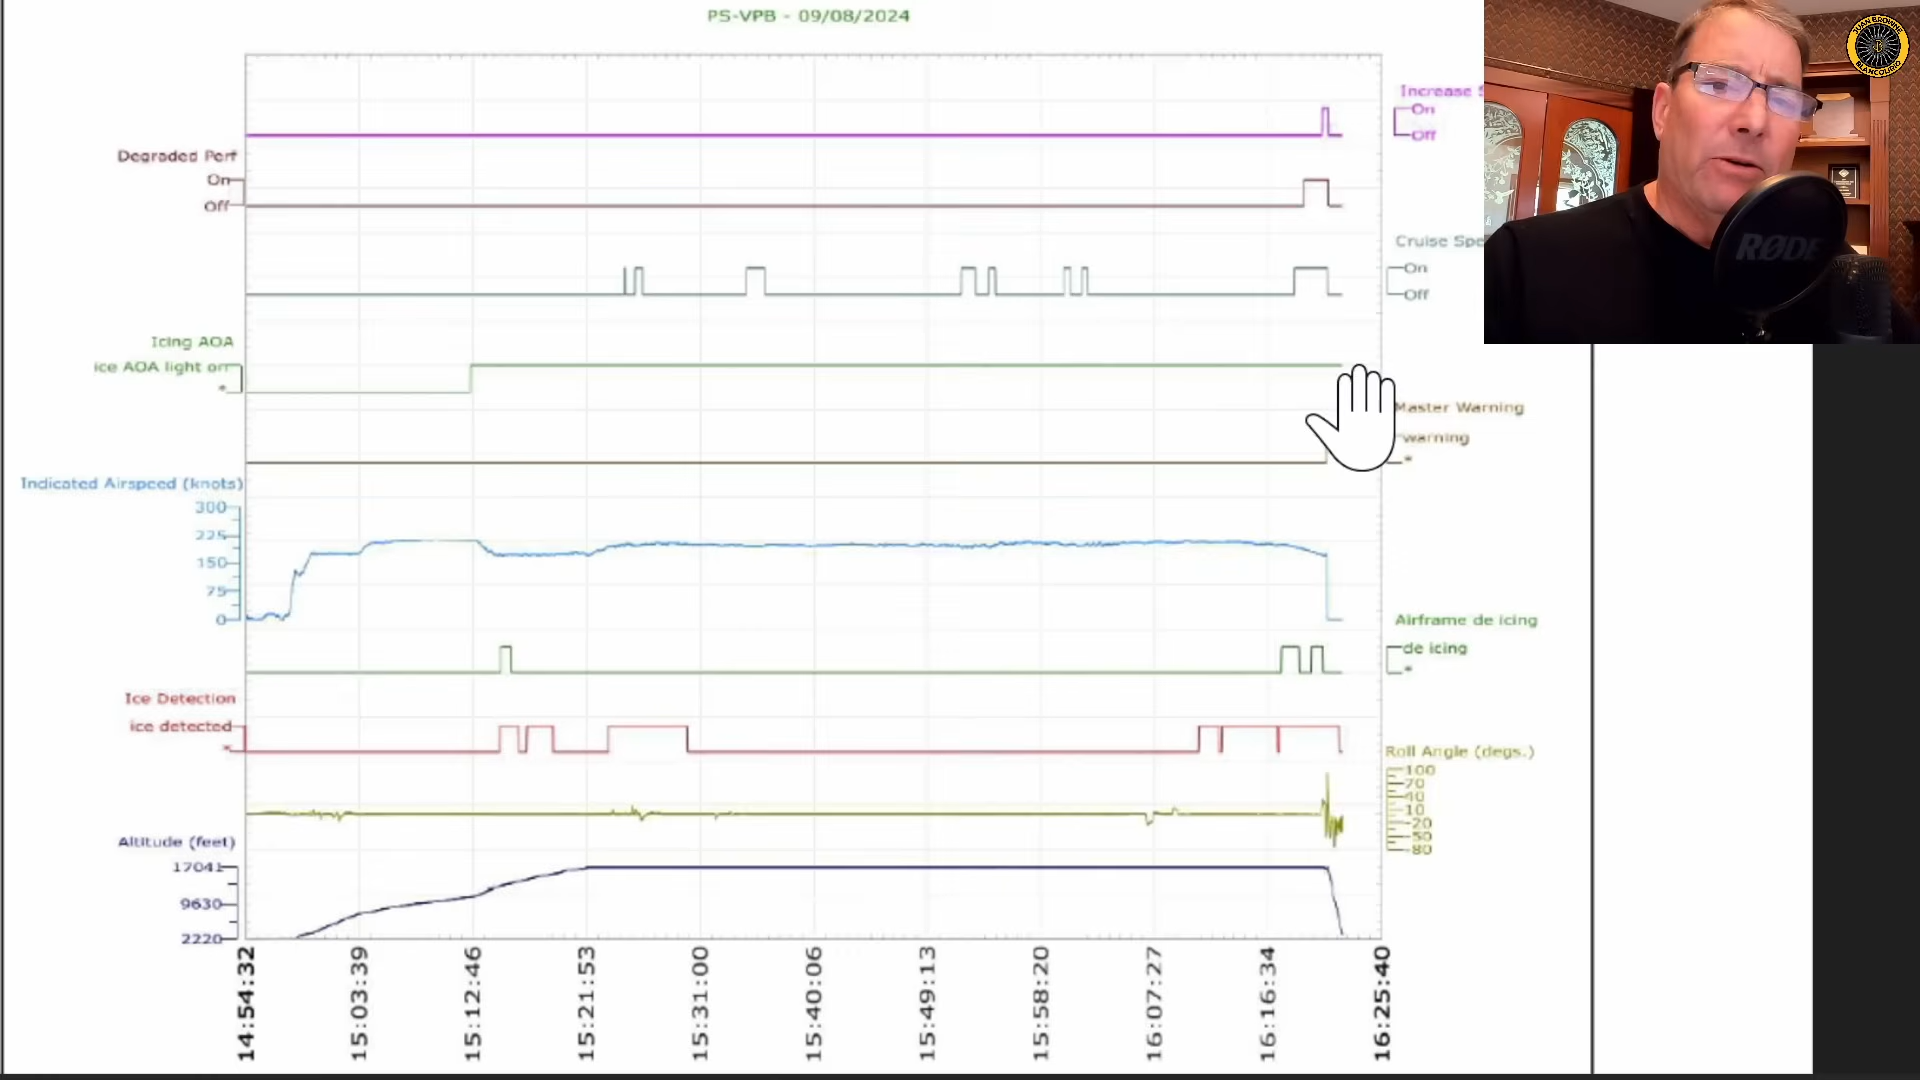 PS-VPB - 09/08/2024
JUAN BROWNE
BLANCOLIRIO
RØDE
Increase
On
Off
Degraded Perf
On
Off
Cruise Spe
On
Off
Icing AOA
ice AOA light on
*
Master Warning
warning
*
Indicated Airspeed (knots)
300
225
150
75
0
Airframe de icing
de icing
*
Ice Detection
ice detected
*
Roll Angle (degs.)
100
70
40
10
-20
-50
-80
Altitude (feet)
17041
9630
2220
14:54:32
15:03:39
15:12:46
15:21:53
15:31:00
15:40:06
15:49:13
15:58:20
16:07:27
16:16:34
16:25:40